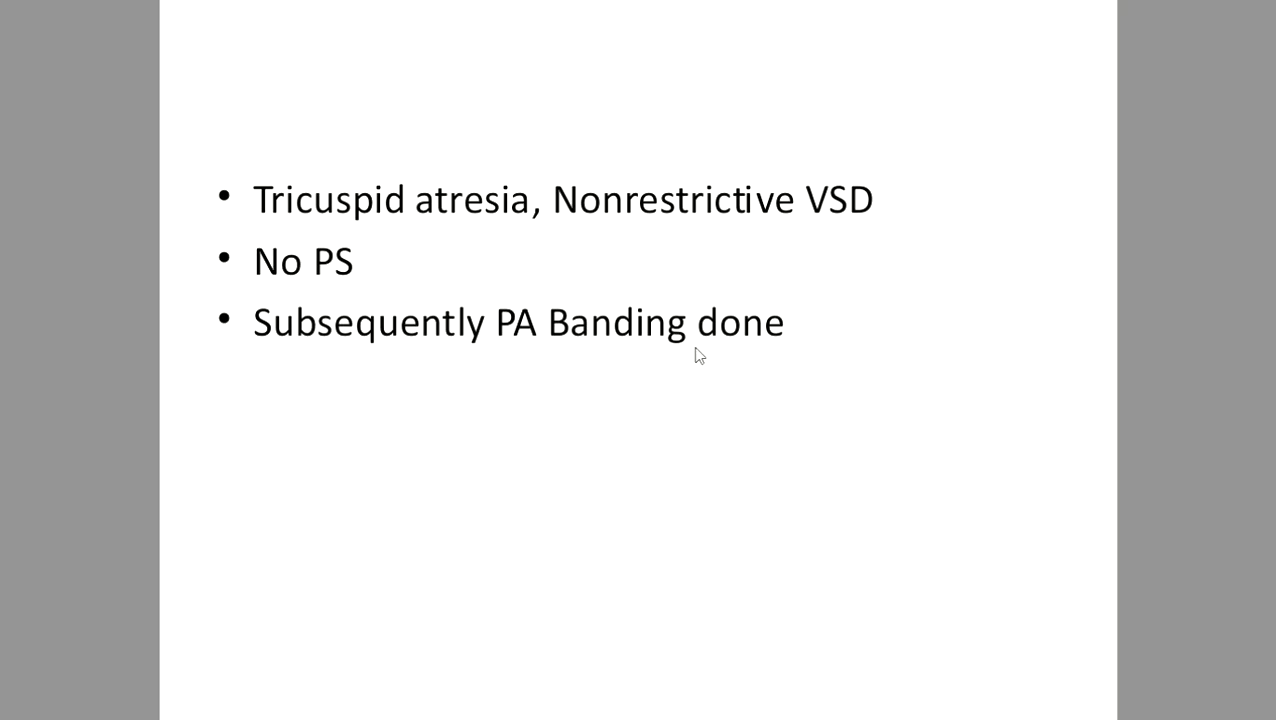 • Tricuspid atresia, Nonrestrictive VSD
• No PS
• Subsequently PA Banding done